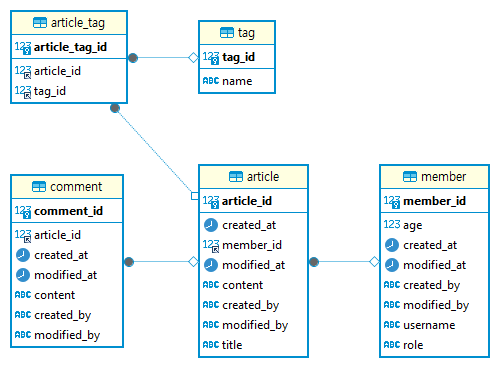 article_tag
123 article_tag_id
123 article_id
123 tag_id
tag
123 tag_id
ABC name
comment
123 comment_id
123 article_id
created_at
modified_at
ABC content
ABC created_by
ABC modified_by
article
123 article_id
created_at
123 member_id
modified_at
ABC content
ABC created_by
ABC modified_by
ABC title
member
123 member_id
123 age
created_at
modified_at
ABC created_by
ABC modified_by
ABC username
ABC role